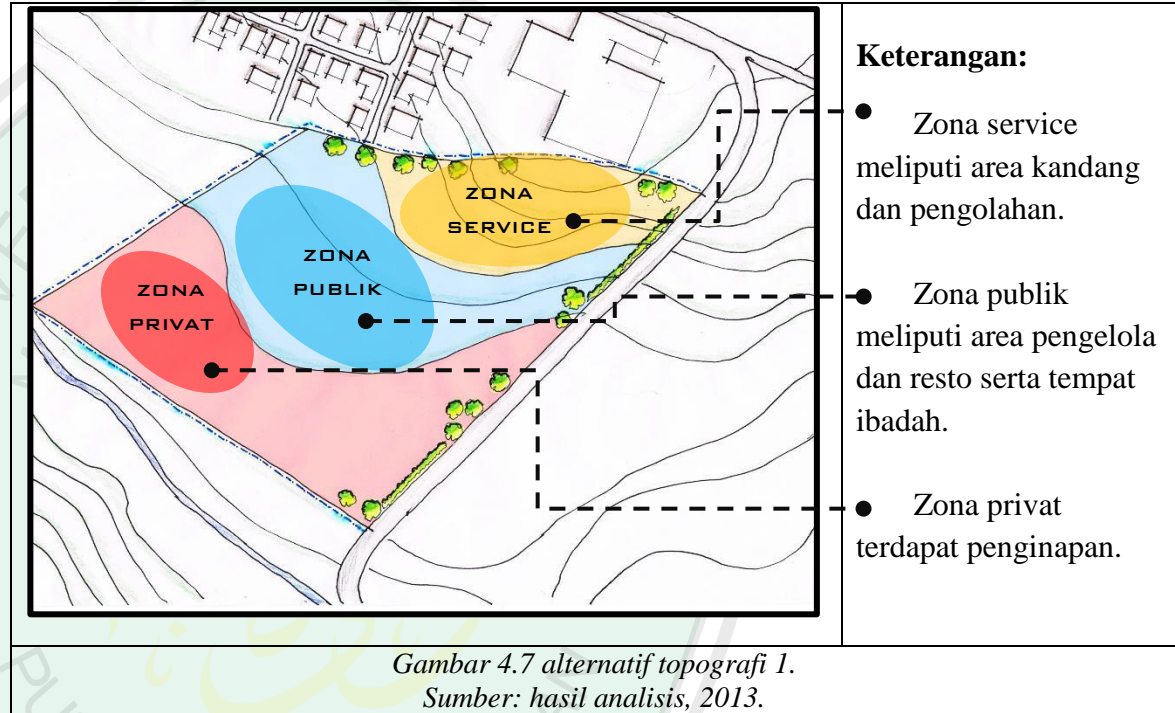 ZONA
SERVICE
ZONA
PUBLIK
ZONA
PRIVAT
Keterangan:
Zona service
meliputi area kandang
dan pengolahan.
Zona publik
meliputi area pengelola
dan resto serta tempat
ibadah.
Zona privat
terdapat penginapan.
Gambar 4.7 alternatif topografi 1.
Sumber: hasil analisis, 2013.